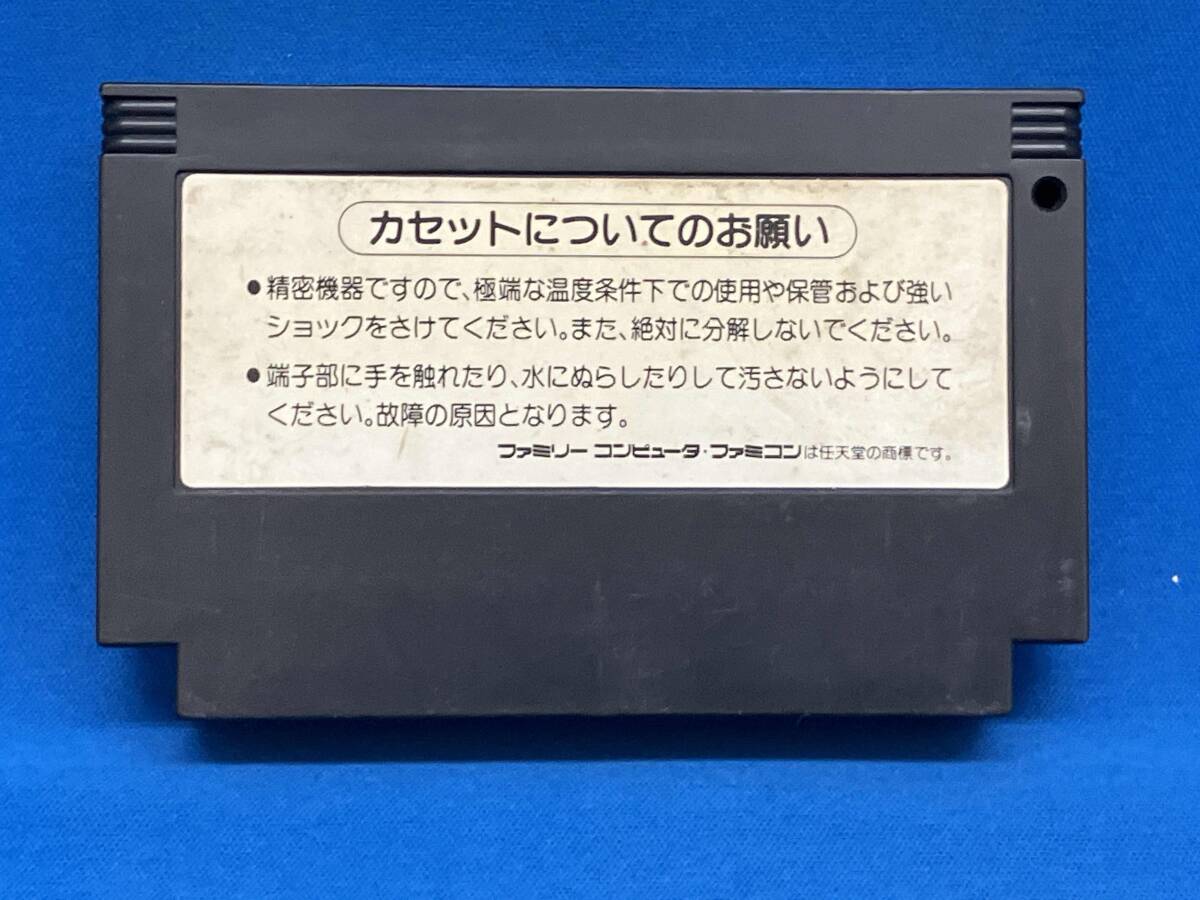 カセットについてのお願い
●精密機器ですので、極端な温度条件下での使用や保管および強い
ショックをさけてください。また、絶対に分解しないでください。
●端子部に手を触れたり、水にぬらしたりして汚さないようにして
ください。故障の原因となります。
ファミリー コンピュータ・ファミコンは任天堂の商標です。